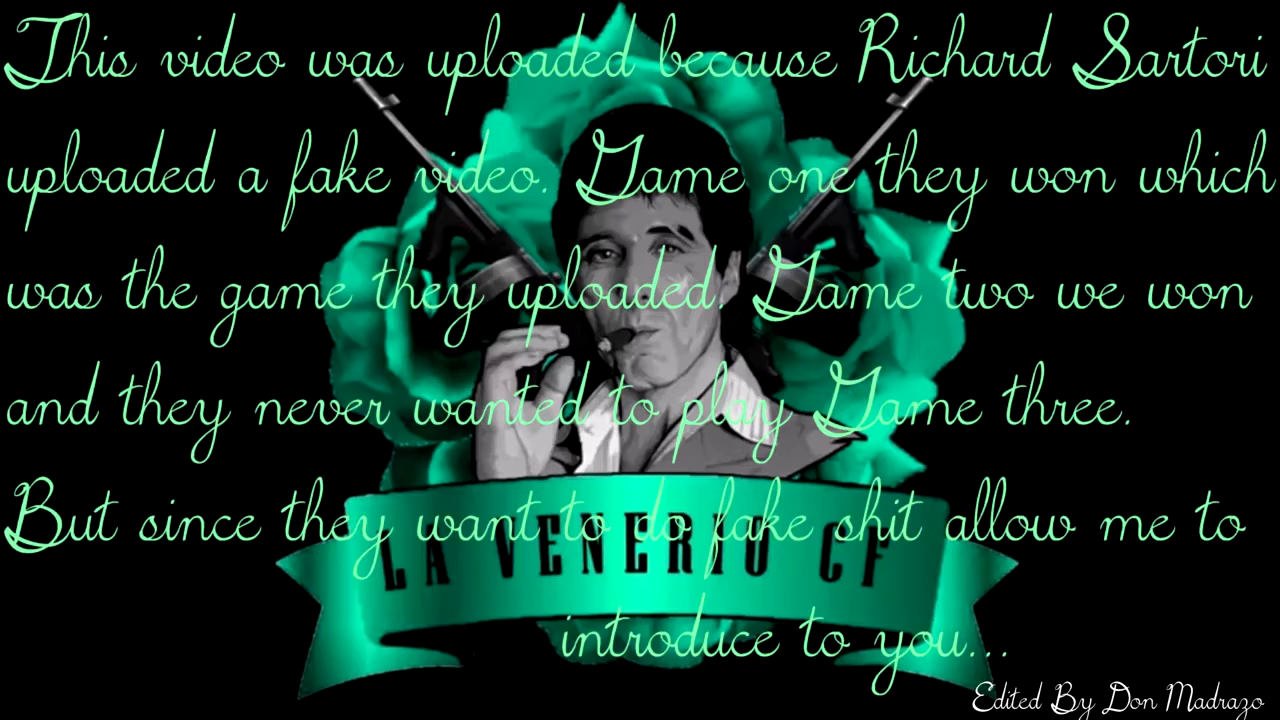 This video was uploaded because Richard Sartori
uploaded a fake video. Game one they won which
was the game they uploaded. Game two we won
and they never wanted to play Game three.
But since they want to do fake shit allow me to
LA VENERIO CF
introduce to you...
Edited By Don Madrazo